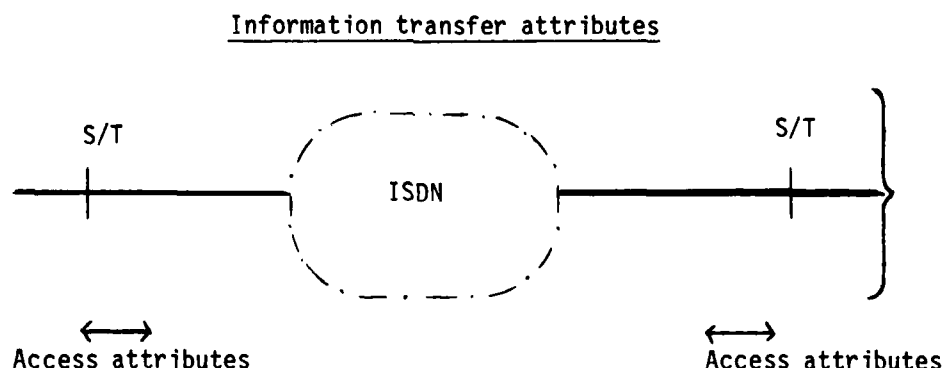 Information transfer attributes
S/T
S/T
ISDN
Access attributes
Access attributes